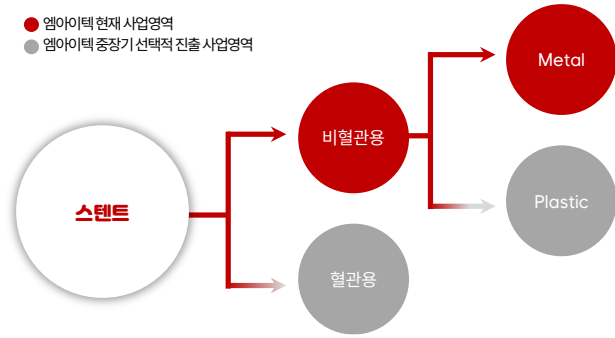 엠아이텍 현재 사업영역
엠아이텍 중장기 선택적 진출 사업영역
스텐트
비혈관용
혈관용
Metal
Plastic